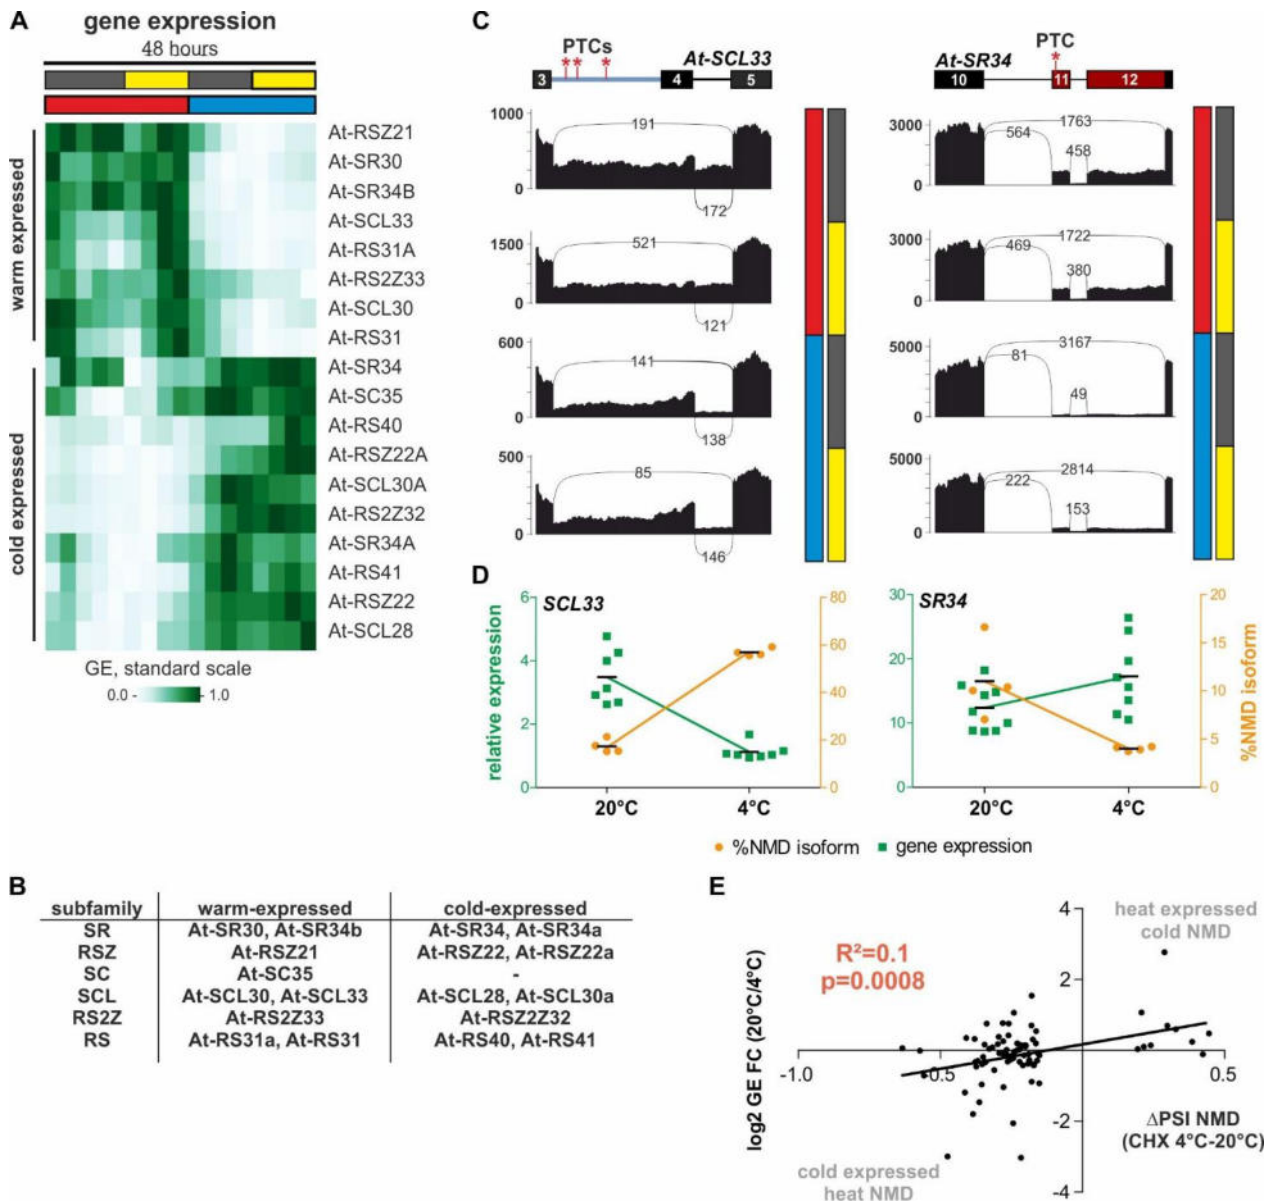 A
gene expression
48 hours
warm expressed
At-RSZ21
At-SR30
At-SR34B
At-SCL33
At-RS31A
At-RS2Z33
At-SCL30
At-RS31
cold expressed
At-SR34
At-SC35
At-RS40
At-RSZ22A
At-SCL30A
At-RS2Z32
At-SR34A
At-RS41
At-RSZ22
At-SCL28
GE, standard scale
0.0 - - 1.0
B
subfamily warm-expressed cold-expressed
SR At-SR30, At-SR34b At-SR34, At-SR34a
RSZ At-RSZ21 At-RSZ22, At-RSZ22a
SC At-SC35 -
SCL At-SCL30, At-SCL33 At-SCL28, At-SCL30a
RS2Z At-RS2Z33 At-RSZ2Z32
RS At-RS31a, At-RS31 At-RS40, At-RS41
C
PTCs
At-SCL33
*** 
3 4 5
1000
500
0
191
172
1500
1000
500
0
521
121
600
400
200
0
141
138
500
0
85
146
PTC
*
At-SR34
10 11 12
3000
0
1763
564
458
3000
0
1722
469
380
5000
0
3167
81
49
5000
0
2814
222
153
D
SCL33
relative expression
6
4
2
0
80
60
40
20
0
20°C 4°C
SR34
30
20
10
0
20
15
10
5
0
%NMD isoform
20°C 4°C
%NMD isoform gene expression
E
4
2
-2
-4
heat expressed
cold NMD
R²=0.1
p=0.0008
log2 GE FC (20°C/4°C)
-1.0 -0.5 0.5
ΔPSI NMD
(CHX 4°C-20°C)
cold expressed
heat NMD